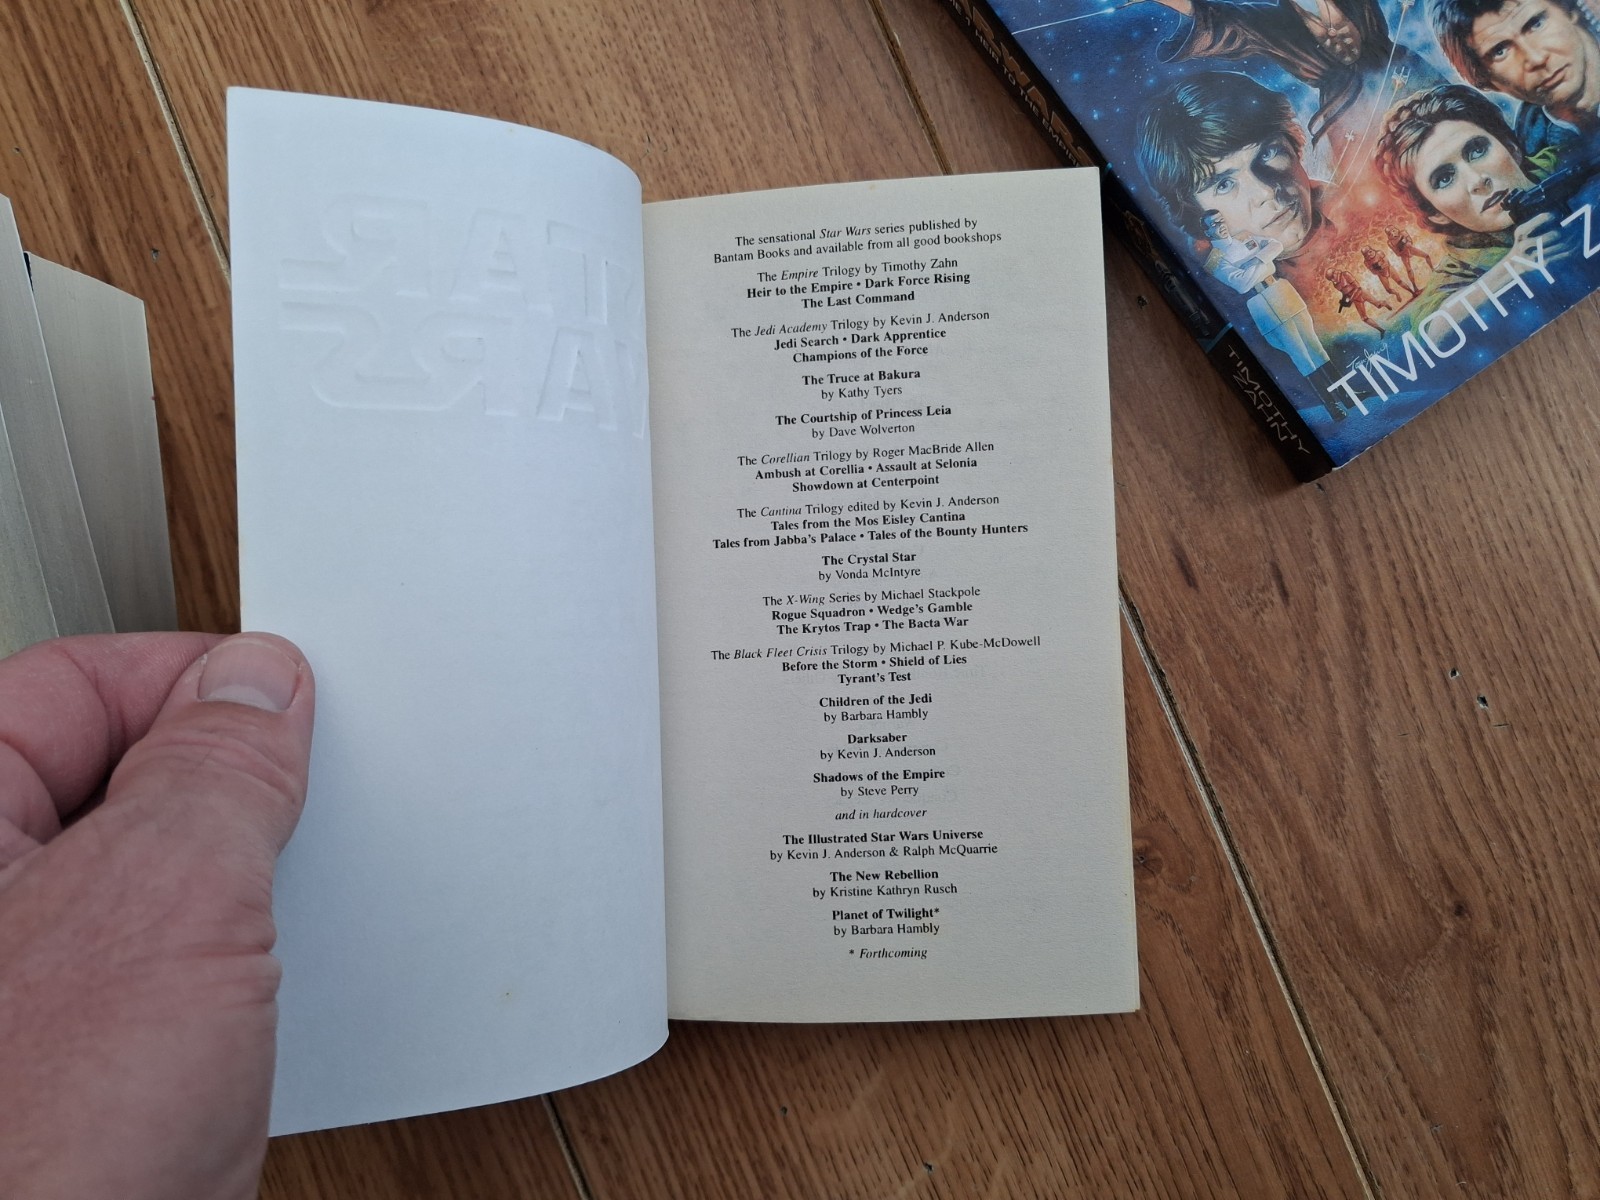 The sensational Star Wars series published by
Bantam Books and available from all good bookshops
The Empire Trilogy by Timothy Zahn
Heir to the Empire • Dark Force Rising
The Last Command
The Jedi Academy Trilogy by Kevin J. Anderson
Jedi Search • Dark Apprentice
Champions of the Force
The Truce at Bakura
by Kathy Tyers
The Courtship of Princess Leia
by Dave Wolverton
The Corellian Trilogy by Roger MacBride Allen
Ambush at Corellia • Assault at Selonia
Showdown at Centerpoint
The Cantina Trilogy edited by Kevin J. Anderson
Tales from the Mos Eisley Cantina
Tales from Jabba's Palace • Tales of the Bounty Hunters
The Crystal Star
by Vonda McIntyre
The X-Wing Series by Michael Stackpole
Rogue Squadron • Wedge's Gamble
The Krytos Trap • The Bacta War
The Black Fleet Crisis Trilogy by Michael P. Kube-McDowell
Before the Storm • Shield of Lies
Tyrant's Test
Children of the Jedi
by Barbara Hambly
Darksaber
by Kevin J. Anderson
Shadows of the Empire
by Steve Perry
and in hardcover
The Illustrated Star Wars Universe
by Kevin J. Anderson & Ralph McQuarrie
The New Rebellion
by Kristine Kathryn Rusch
Planet of Twilight*
by Barbara Hambly
* Forthcoming
STAR
WARS
HEIR TO THE EMPIRE
TIMOTHY
ZAHN
TIMOTHY Z